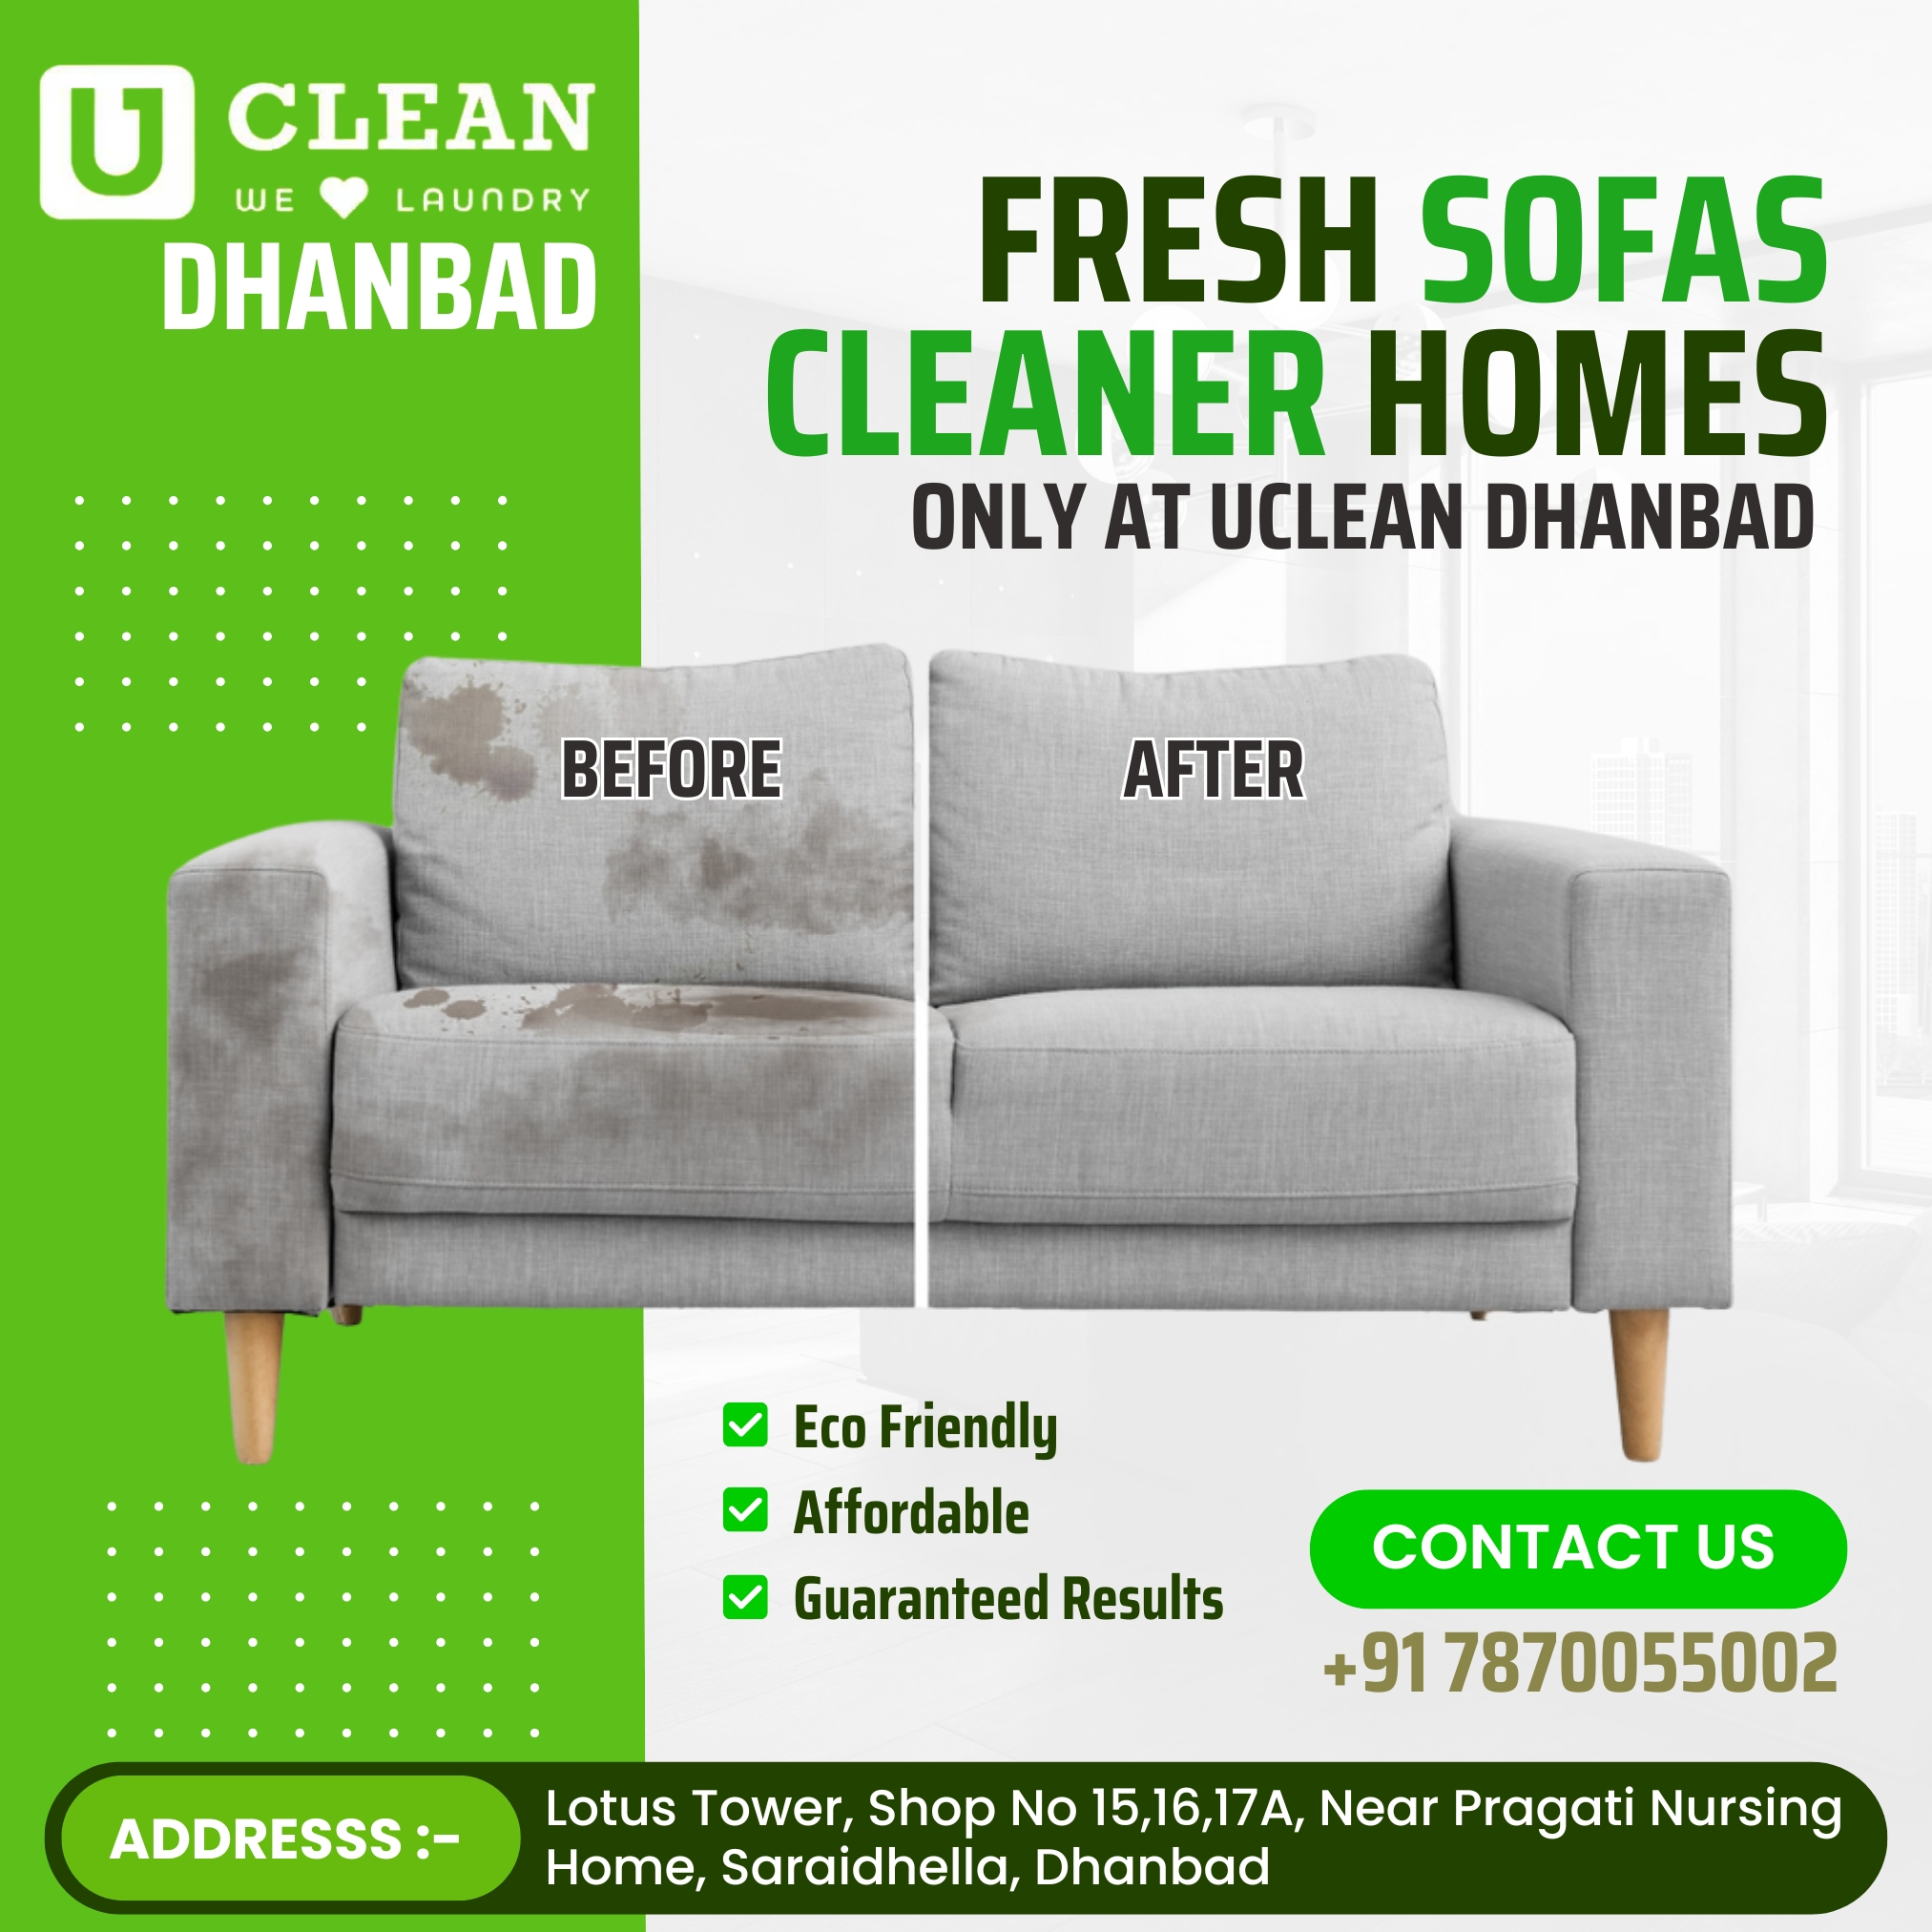 U CLEAN
WE LAUNDRY
DHANBAD
FRESH SOFAS
CLEANER HOMES
ONLY AT UCLEAN DHANBAD
BEFORE
AFTER
Eco Friendly
Affordable
Guaranteed Results
CONTACT US
+91 7870055002
ADDRESSS :-
Lotus Tower, Shop No 15,16,17A, Near Pragati Nursing
Home, Saraidhella, Dhanbad